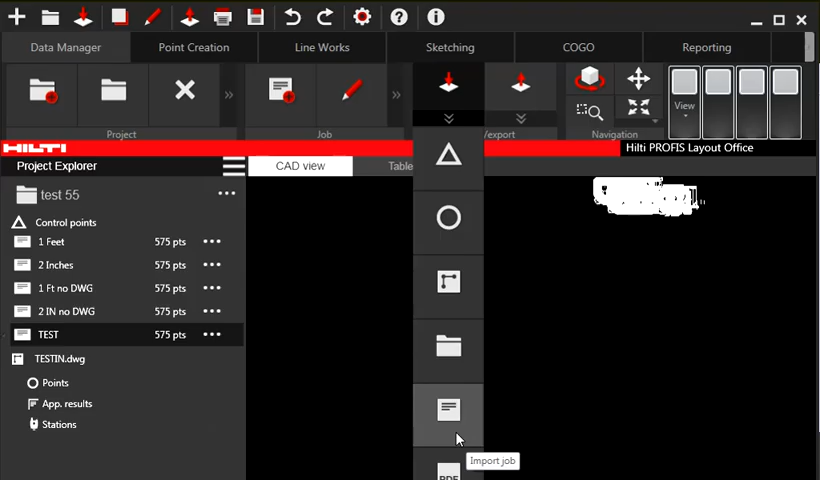 Data Manager Point Creation Line Works Sketching COGO Reporting
View
Project Job /export Navigation
HILTI Hilti PROFIS Layout Office
Project Explorer CAD view Table
test 55
Control points
1 Feet 575 pts
2 Inches 575 pts
1 Ft no DWG 575 pts
2 IN no DWG 575 pts
TEST 575 pts
TESTIN.dwg
Points
App. results
Stations
Import job
PDF